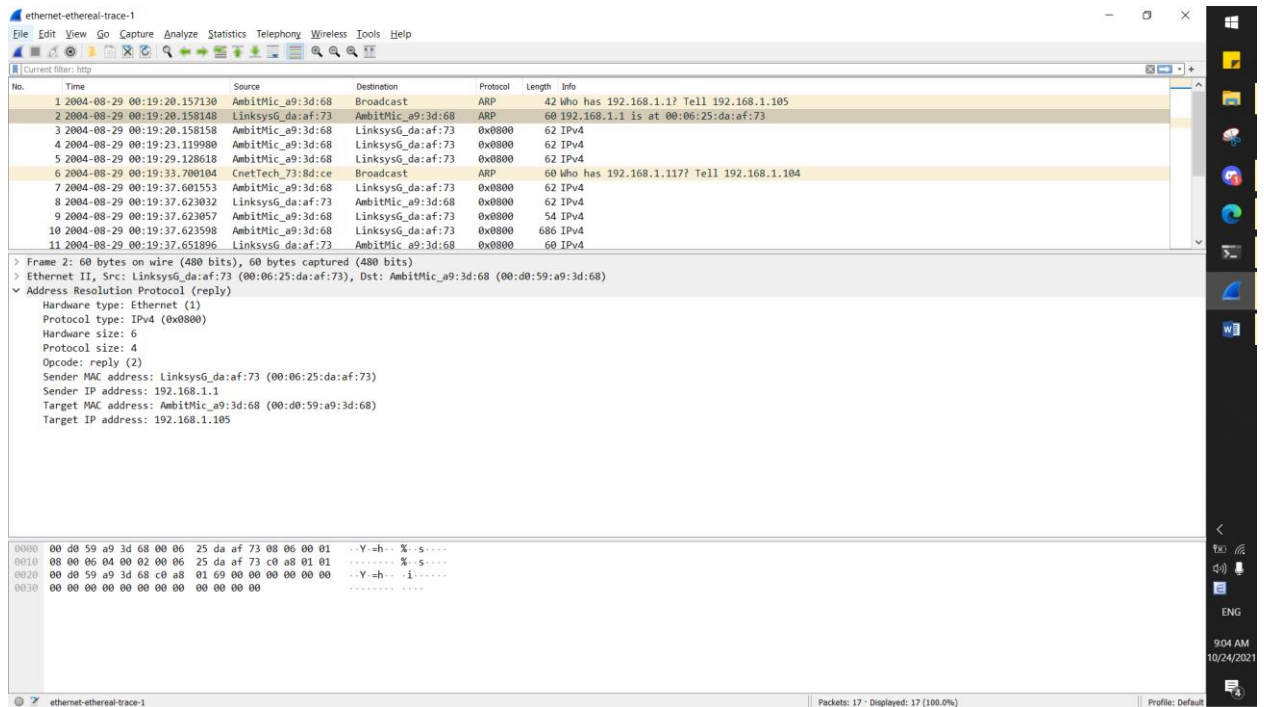 ethernet-ethereal-trace-1
File Edit View Go Capture Analyze Statistics Telephony Wireless Tools Help
Current filter: http
No. Time Source Destination Protocol Length Info
1 2004-08-29 00:19:20.157130 AmbitMic_a9:3d:68 Broadcast ARP 42 Who has 192.168.1.1? Tell 192.168.1.105
2 2004-08-29 00:19:20.158148 LinksysG_da:af:73 AmbitMic_a9:3d:68 ARP 60 192.168.1.1 is at 00:06:25:da:af:73
3 2004-08-29 00:19:20.158158 AmbitMic_a9:3d:68 LinksysG_da:af:73 0x0800 62 IPv4
4 2004-08-29 00:19:23.119980 AmbitMic_a9:3d:68 LinksysG_da:af:73 0x0800 62 IPv4
5 2004-08-29 00:19:29.128618 AmbitMic_a9:3d:68 LinksysG_da:af:73 0x0800 62 IPv4
6 2004-08-29 00:19:33.700104 CnetTech_73:8d:ce Broadcast ARP 60 Who has 192.168.1.117? Tell 192.168.1.104
7 2004-08-29 00:19:37.601553 AmbitMic_a9:3d:68 LinksysG_da:af:73 0x0800 62 IPv4
8 2004-08-29 00:19:37.623032 LinksysG_da:af:73 AmbitMic_a9:3d:68 0x0800 62 IPv4
9 2004-08-29 00:19:37.623057 AmbitMic_a9:3d:68 LinksysG_da:af:73 0x0800 54 IPv4
10 2004-08-29 00:19:37.623598 AmbitMic_a9:3d:68 LinksysG_da:af:73 0x0800 686 IPv4
11 2004-08-29 00:19:37.651896 LinksysG_da:af:73 AmbitMic_a9:3d:68 0x0800 60 IPv4
Frame 2: 60 bytes on wire (480 bits), 60 bytes captured (480 bits)
Ethernet II, Src: LinksysG_da:af:73 (00:06:25:da:af:73), Dst: AmbitMic_a9:3d:68 (00:d0:59:a9:3d:68)
Address Resolution Protocol (reply)
Hardware type: Ethernet (1)
Protocol type: IPv4 (0x0800)
Hardware size: 6
Protocol size: 4
Opcode: reply (2)
Sender MAC address: LinksysG_da:af:73 (00:06:25:da:af:73)
Sender IP address: 192.168.1.1
Target MAC address: AmbitMic_a9:3d:68 (00:d0:59:a9:3d:68)
Target IP address: 192.168.1.105
0000 00 d0 59 a9 3d 68 00 06 25 da af 73 08 06 00 01 ··Y·=h·· %··s····
0010 08 00 06 04 00 02 00 06 25 da af 73 c0 a8 01 01 ········ %··s····
0020 00 d0 59 a9 3d 68 c0 a8 01 69 00 00 00 00 00 00 ··Y·=h·· ·i······
0030 00 00 00 00 00 00 00 00 00 00 00 00 ········ ····
ethernet-ethereal-trace-1 Packets: 17 · Displayed: 17 (100.0%) Profile: Default
ENG
9:04 AM
10/24/2021
4